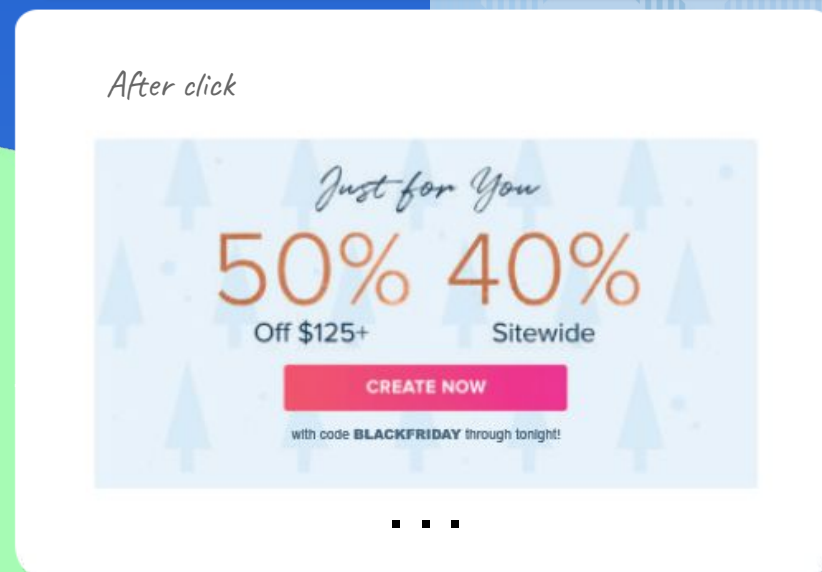 After click
Just for You
50% 40%
Off $125+ Sitewide
CREATE NOW
with code BLACKFRIDAY through tonight!